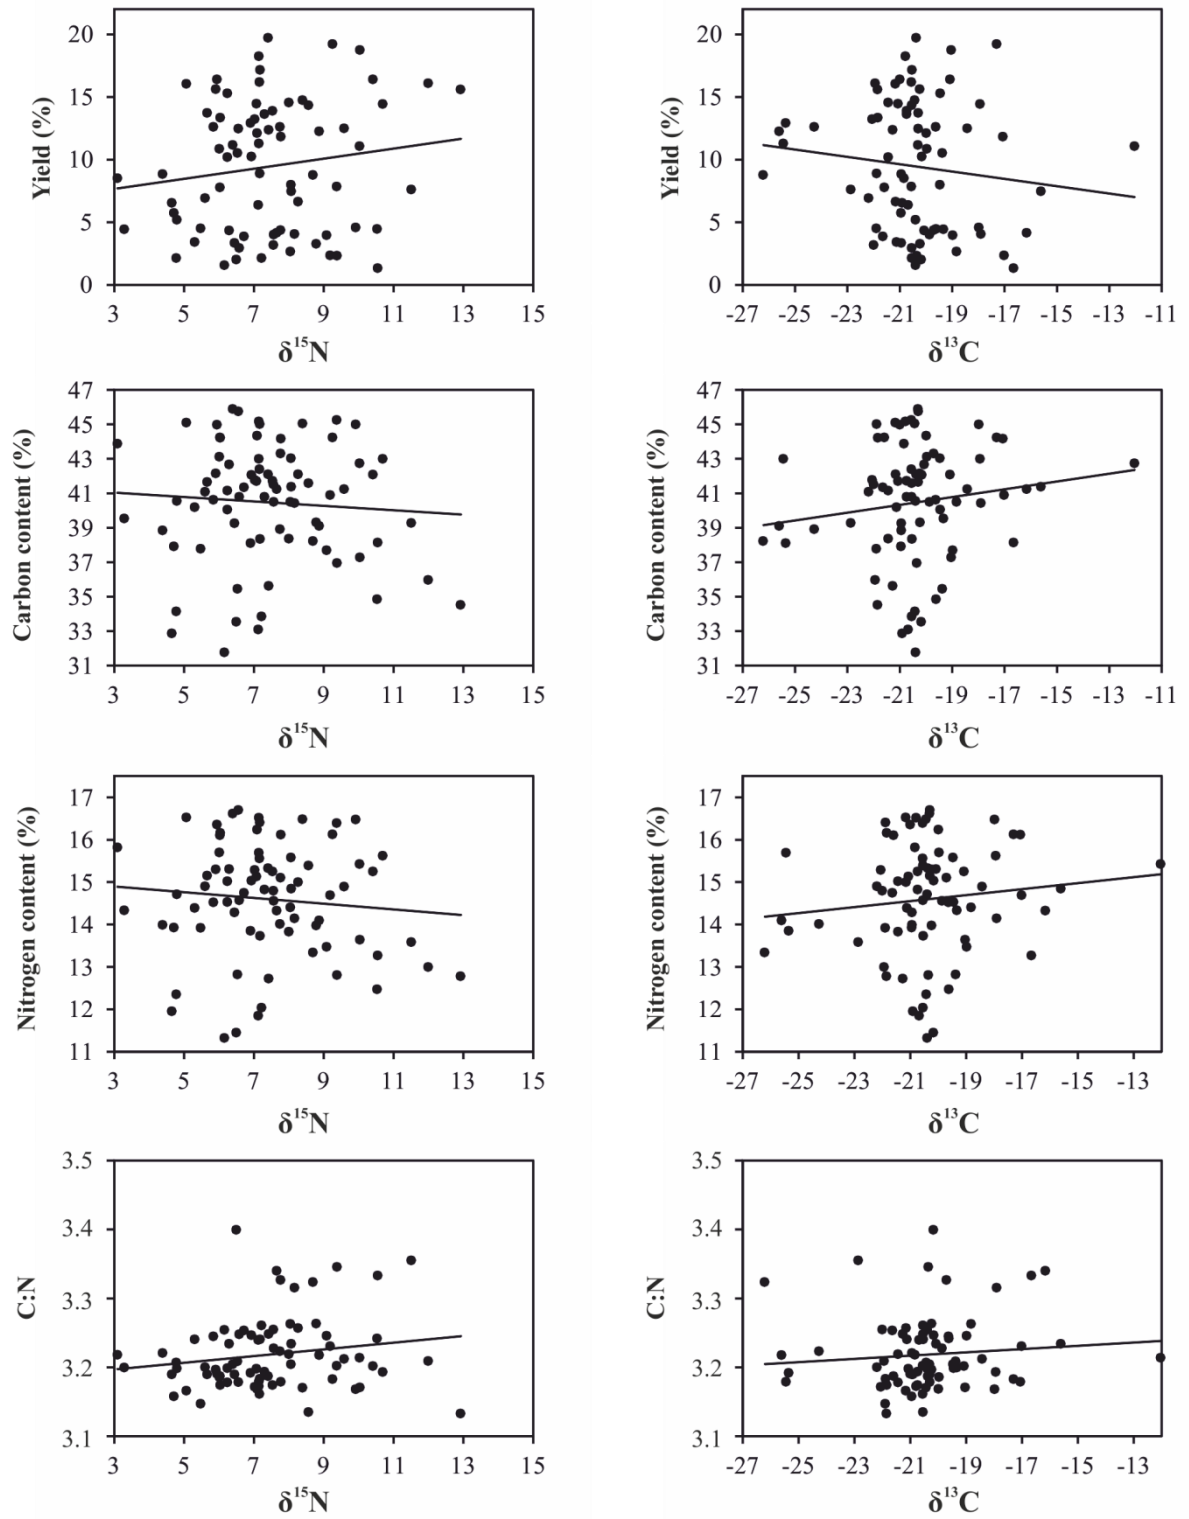 Yield (%)
20
15
10
5
0
3 5 7 9 11 13 15
δ¹⁵N
Yield (%)
20
15
10
5
0
-27 -25 -23 -21 -19 -17 -15 -13 -11
δ¹³C
Carbon content (%)
47
45
43
41
39
37
35
33
31
3 5 7 9 11 13 15
δ¹⁵N
Carbon content (%)
47
45
43
41
39
37
35
33
31
-27 -25 -23 -21 -19 -17 -15 -13 -11
δ¹³C
Nitrogen content (%)
17
16
15
14
13
12
11
3 5 7 9 11 13 15
δ¹⁵N
Nitrogen content (%)
17
16
15
14
13
12
11
-27 -25 -23 -21 -19 -17 -15 -13
δ¹³C
C:N
3.5
3.4
3.3
3.2
3.1
3 5 7 9 11 13 15
δ¹⁵N
C:N
3.5
3.4
3.3
3.2
3.1
-27 -25 -23 -21 -19 -17 -15 -13
δ¹³C